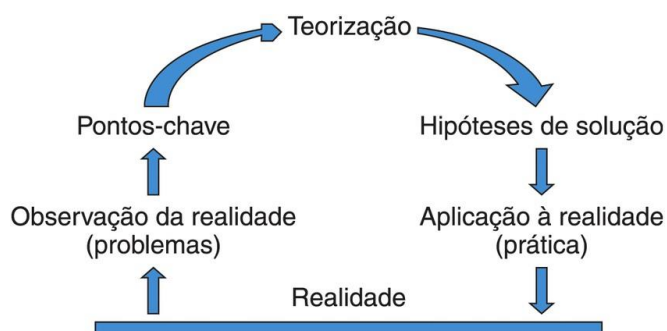 Teorização
Pontos-chave
Hipóteses de solução
Observação da realidade
(problemas)
Aplicação à realidade
(prática)
Realidade